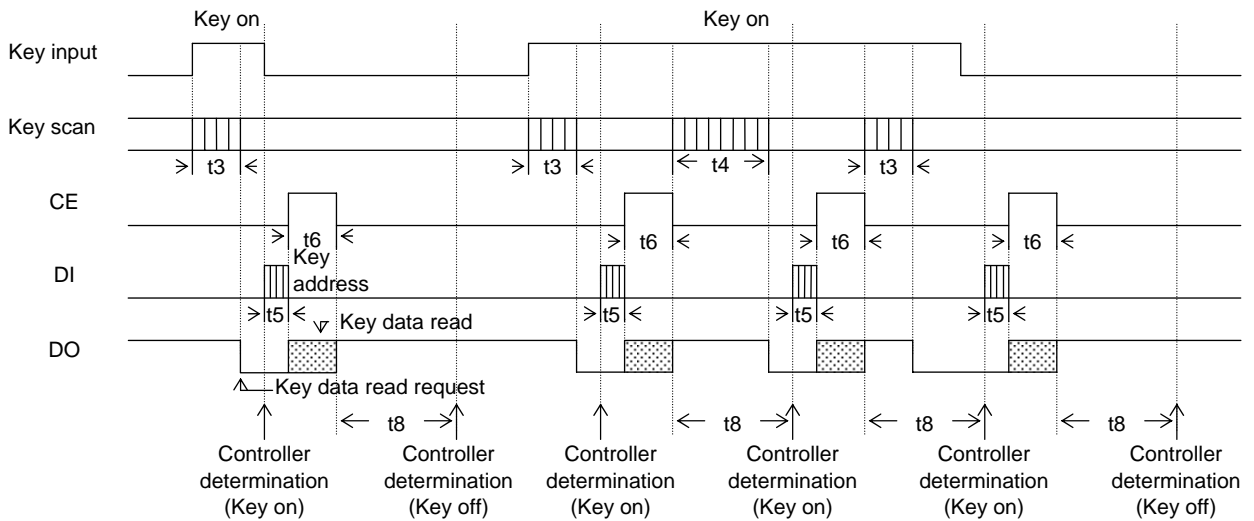 Key on
Key on
Key input
Key scan
t3
t3
t4
t3
CE
t6
t6
t6
t6
Key
address
DI
t5
t5
t5
t5
Key data read
DO
Key data read request
t8
t8
t8
t8
Controller
determination
(Key on)
Controller
determination
(Key off)
Controller
determination
(Key on)
Controller
determination
(Key on)
Controller
determination
(Key on)
Controller
determination
(Key off)